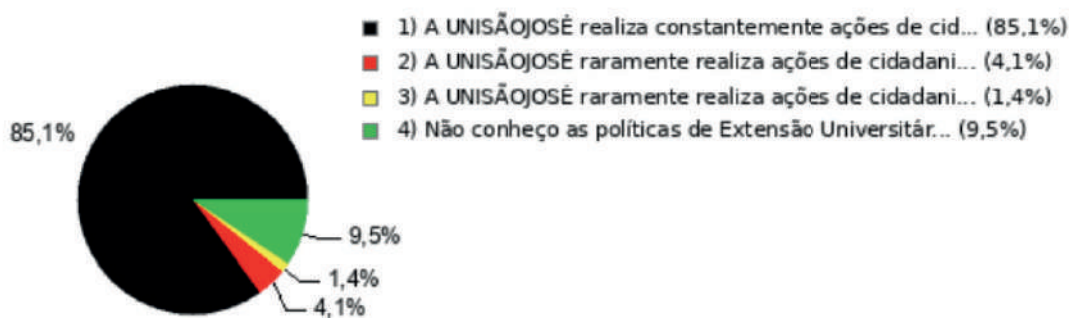 1) A UNISÃOJOSÉ realiza constantemente ações de cid... (85,1%)
2) A UNISÃOJOSÉ raramente realiza ações de cidadani... (4,1%)
3) A UNISÃOJOSÉ raramente realiza ações de cidadani... (1,4%)
4) Não conheço as políticas de Extensão Universitár... (9,5%)
85,1%
9,5%
1,4%
4,1%